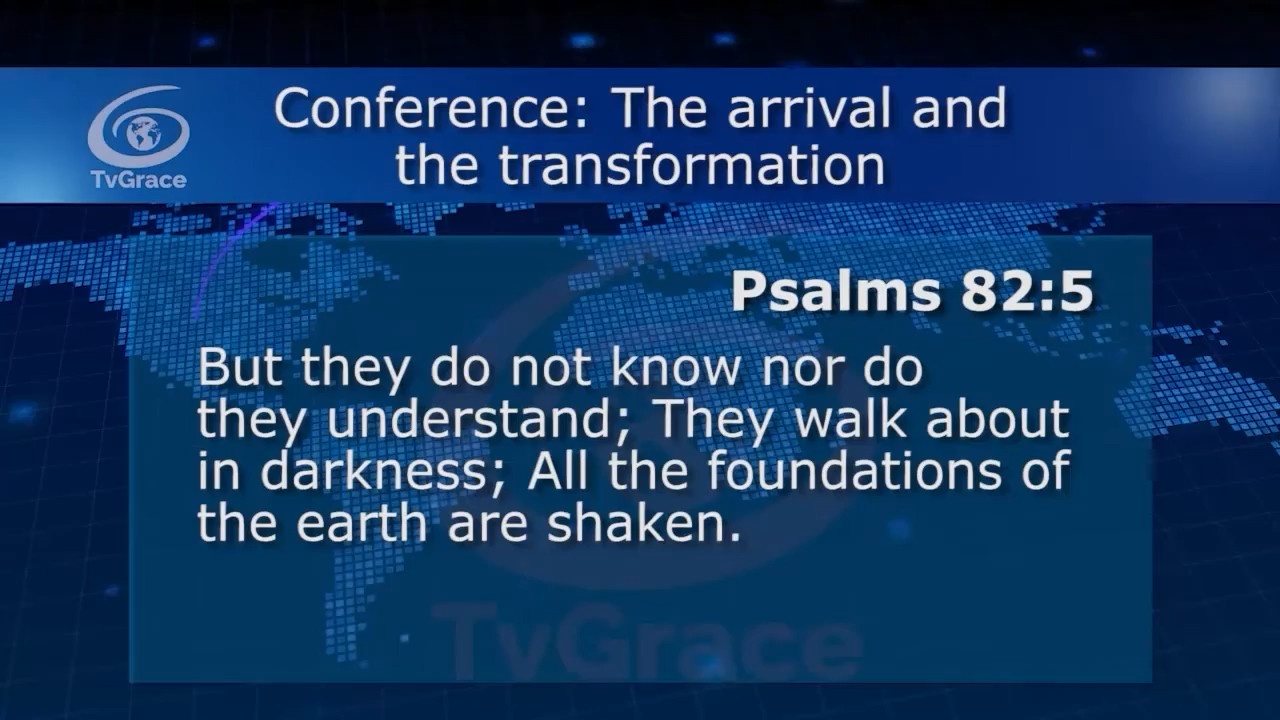 Conference: The arrival and
the transformation
TvGrace
Psalms 82:5
But they do not know nor do
they understand; They walk about
in darkness; All the foundations of
the earth are shaken.
TvGrace